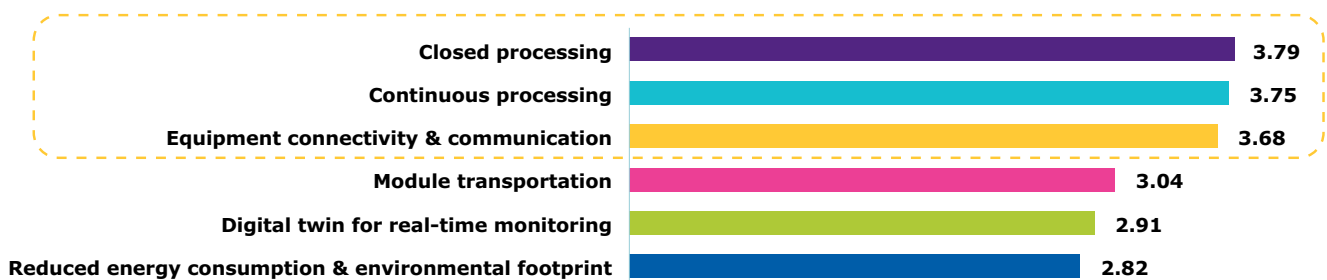 Closed processing 3.79
Continuous processing 3.75
Equipment connectivity & communication 3.68
Module transportation 3.04
Digital twin for real-time monitoring 2.91
Reduced energy consumption & environmental footprint 2.82